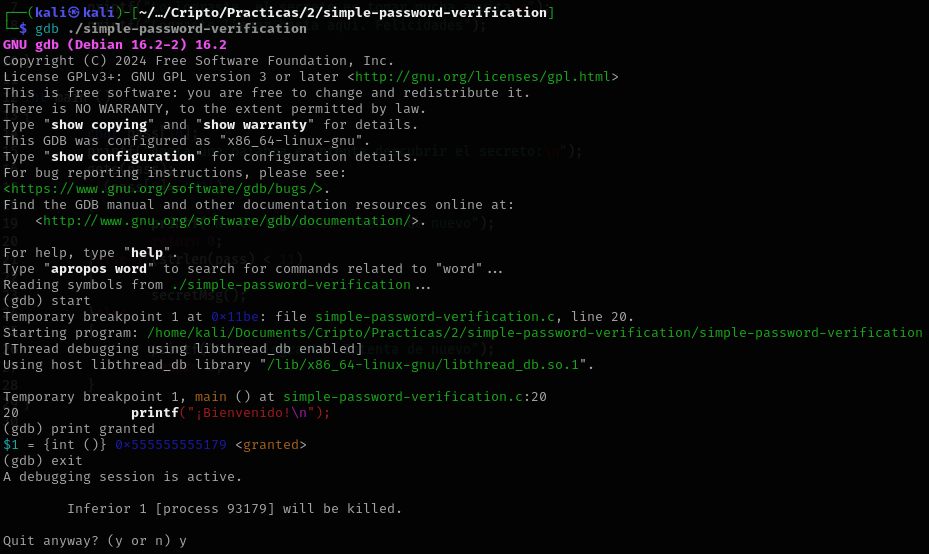 ┌──(kali㉿kali)-[~/…/Cripto/Practicas/2/simple-password-verification]
└─$ gdb ./simple-password-verification
GNU gdb (Debian 16.2-2) 16.2
Copyright (C) 2024 Free Software Foundation, Inc.
License GPLv3+: GNU GPL version 3 or later <http://gnu.org/licenses/gpl.html>
This is free software: you are free to change and redistribute it.
There is NO WARRANTY, to the extent permitted by law.
Type "show copying" and "show warranty" for details.
This GDB was configured as "x86_64-linux-gnu".
Type "show configuration" for configuration details.
For bug reporting instructions, please see:
<https://www.gnu.org/software/gdb/bugs/>.
Find the GDB manual and other documentation resources online at:
    <http://www.gnu.org/software/gdb/documentation/>.

For help, type "help".
Type "apropos word" to search for commands related to "word"...
Reading symbols from ./simple-password-verification...
(gdb) start
Temporary breakpoint 1 at 0x11be: file simple-password-verification.c, line 20.
Starting program: /home/kali/Documents/Cripto/Practicas/2/simple-password-verification/simple-password-verification
[Thread debugging using libthread_db enabled]
Using host libthread_db library "/lib/x86_64-linux-gnu/libthread_db.so.1".

Temporary breakpoint 1, main () at simple-password-verification.c:20
20              printf("¡Bienvenido!\n");
(gdb) print granted
$1 = {int ()} 0x555555555179 <granted>
(gdb) exit
A debugging session is active.

        Inferior 1 [process 93179] will be killed.

Quit anyway? (y or n) y